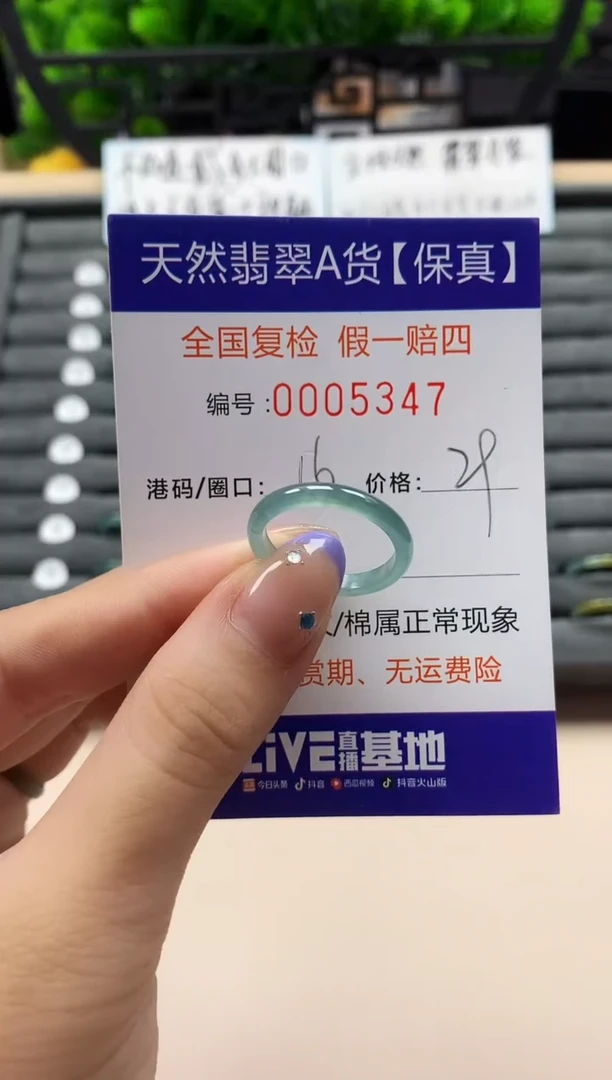 天然翡翠A货【保真】
全国复检 假一赔四
编号:0005347
港码/圈口: 16 价格:
/棉属正常现象
赏期、无运费险
LIVE直播基地
今日头条 抖音 西瓜视频 抖音火山版